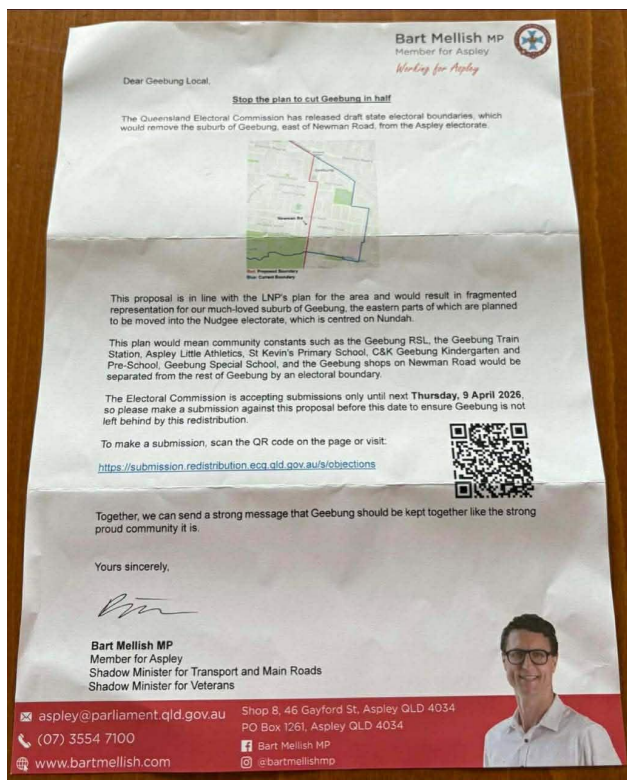 Bart Mellish MP
Member for Aspley
Working for Aspley
Dear Geebung Local,
Stop the plan to cut Geebung in half
The Queensland Electoral Commission has released draft state electoral boundaries, which
would remove the suburb of Geebung, east of Newman Road, from the Aspley electorate.
Newman Rd
Red: Proposed Boundary
Blue: Current Boundary
This proposal is in line with the LNP's plan for the area and would result in fragmented
representation for our much-loved suburb of Geebung, the eastern parts of which are planned
to be moved into the Nudgee electorate, which is centred on Nundah.
This plan would mean community constants such as the Geebung RSL, the Geebung Train
Station, Aspley Little Athletics, St Kevin's Primary School, C&K Geebung Kindergarten and
Pre-School, Geebung Special School, and the Geebung shops on Newman Road would be
separated from the rest of Geebung by an electoral boundary.
The Electoral Commission is accepting submissions only until next Thursday, 9 April 2026,
so please make a submission against this proposal before this date to ensure Geebung is not
left behind by this redistribution.
To make a submission, scan the QR code on the page or visit:
https://submission.redistribution.ecq.qld.gov.au/s/objections
Together, we can send a strong message that Geebung should be kept together like the strong
proud community it is.
Yours sincerely,
Bart Mellish MP
Member for Aspley
Shadow Minister for Transport and Main Roads
Shadow Minister for Veterans
aspley@parliament.qld.gov.au
(07) 3554 7100
www.bartmellish.com
Shop 8, 46 Gayford St, Aspley QLD 4034
PO Box 1261, Aspley QLD 4034
Bart Mellish MP
@bartmellishmp